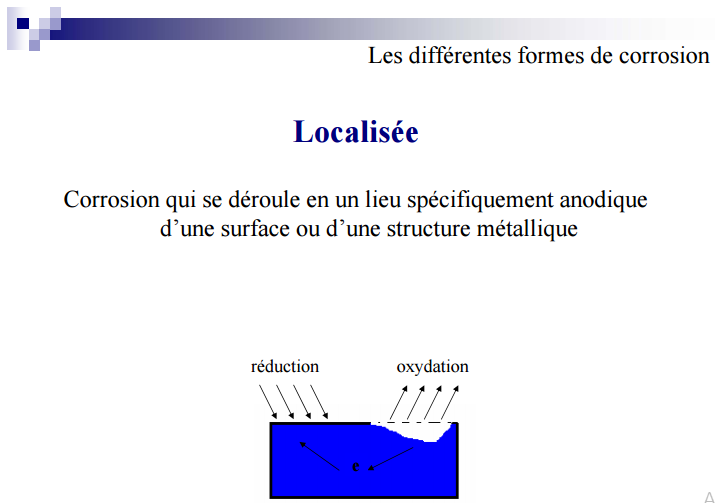 Les différentes formes de corrosion
Localisée
Corrosion qui se déroule en un lieu spécifiquement anodique
d’une surface ou d’une structure métallique
réduction oxydation
e
A